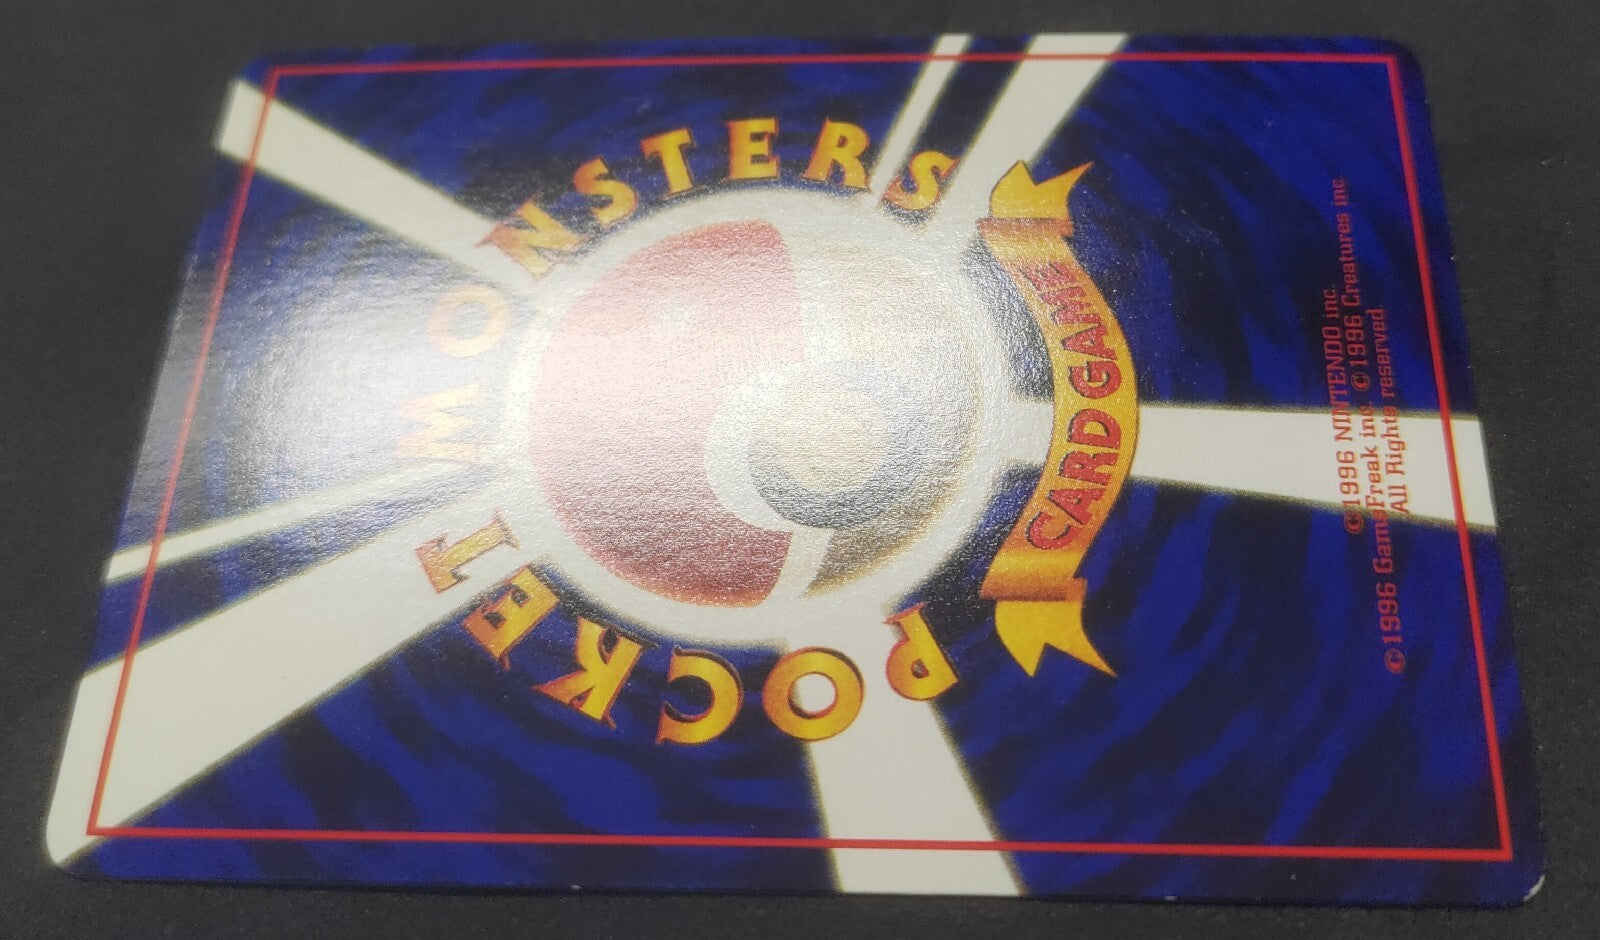 POCKET MONSTERS
CARD GAME
©1996 NINTENDO inc.
©1996 GameFreak inc. ©1996 Creatures inc.
All Rights reserved